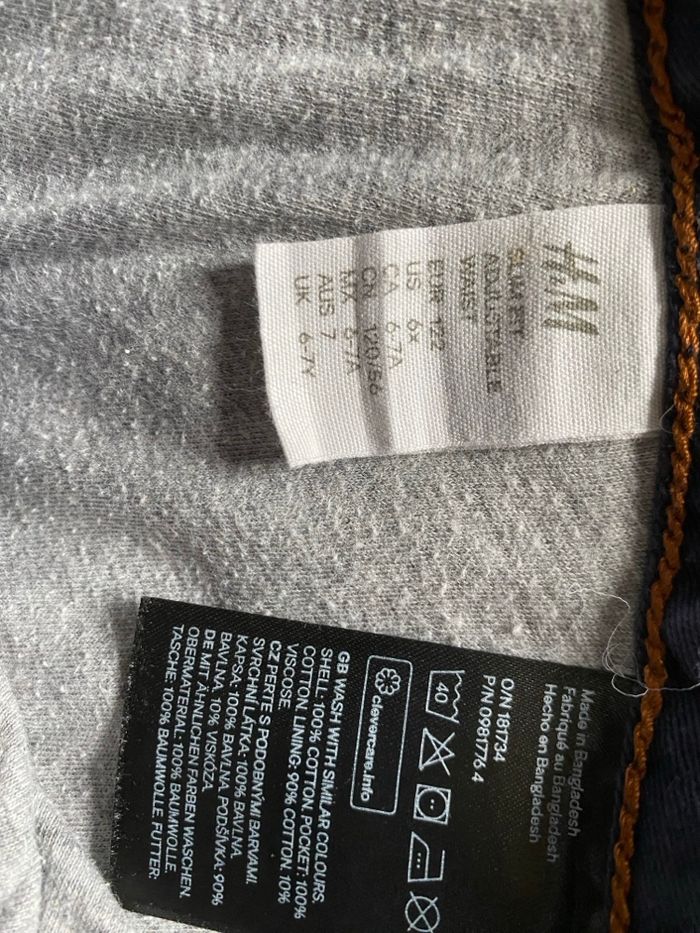 H&M
SLIM FIT
ADJUSTABLE
WAIST
EUR 122
US 6x
CA 6-7A
CN 120/56
MX 6-7A
AUS 7
UK 6-7Y
Made in Bangladesh
Fabriqué au Bangladesh
Hecho en Bangladesh
O/N 181734
P/N 0981776 4
40
clevercare.info
GB WASH WITH SIMILAR COLOURS.
SHELL: 100% COTTON. POCKET: 100%
COTTON. LINING: 90% COTTON. 10%
VISCOSE
CZ PERTE S PODOBNÝMI BARVAMI.
SVRCHNÍ LÁTKA: 100% BAVLNA.
KAPSA: 100% BAVLNA. PODŠÍVKA: 90%
BAVLNA. 10% VISKÓZA
DE MIT ÄHNLICHEN FARBEN WASCHEN.
OBERMATERIAL: 100% BAUMWOLLE.
TASCHE: 100% BAUMWOLLE. FUTTER: